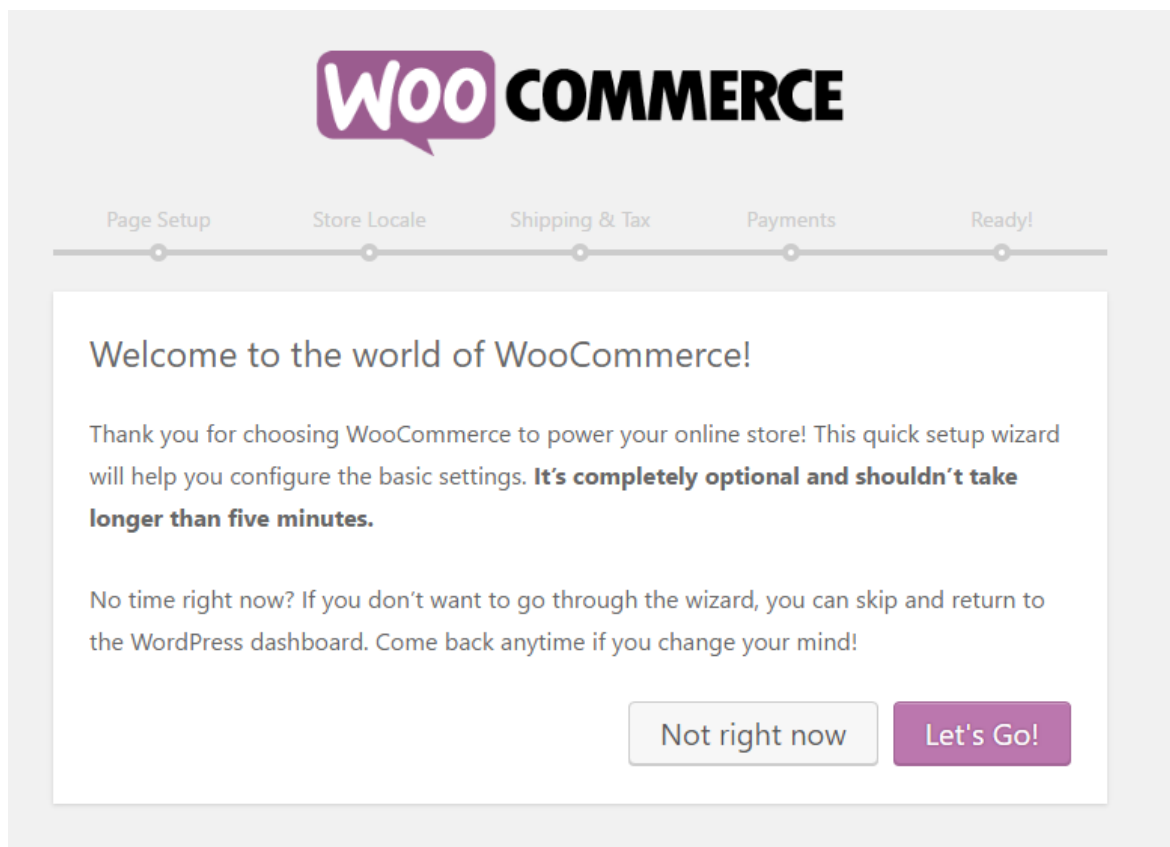 WOO COMMERCE
Page Setup Store Locale Shipping & Tax Payments Ready!
Welcome to the world of WooCommerce!
Thank you for choosing WooCommerce to power your online store! This quick setup wizard
will help you configure the basic settings. It’s completely optional and shouldn’t take
longer than five minutes.
No time right now? If you don’t want to go through the wizard, you can skip and return to
the WordPress dashboard. Come back anytime if you change your mind!
Not right now Let's Go!